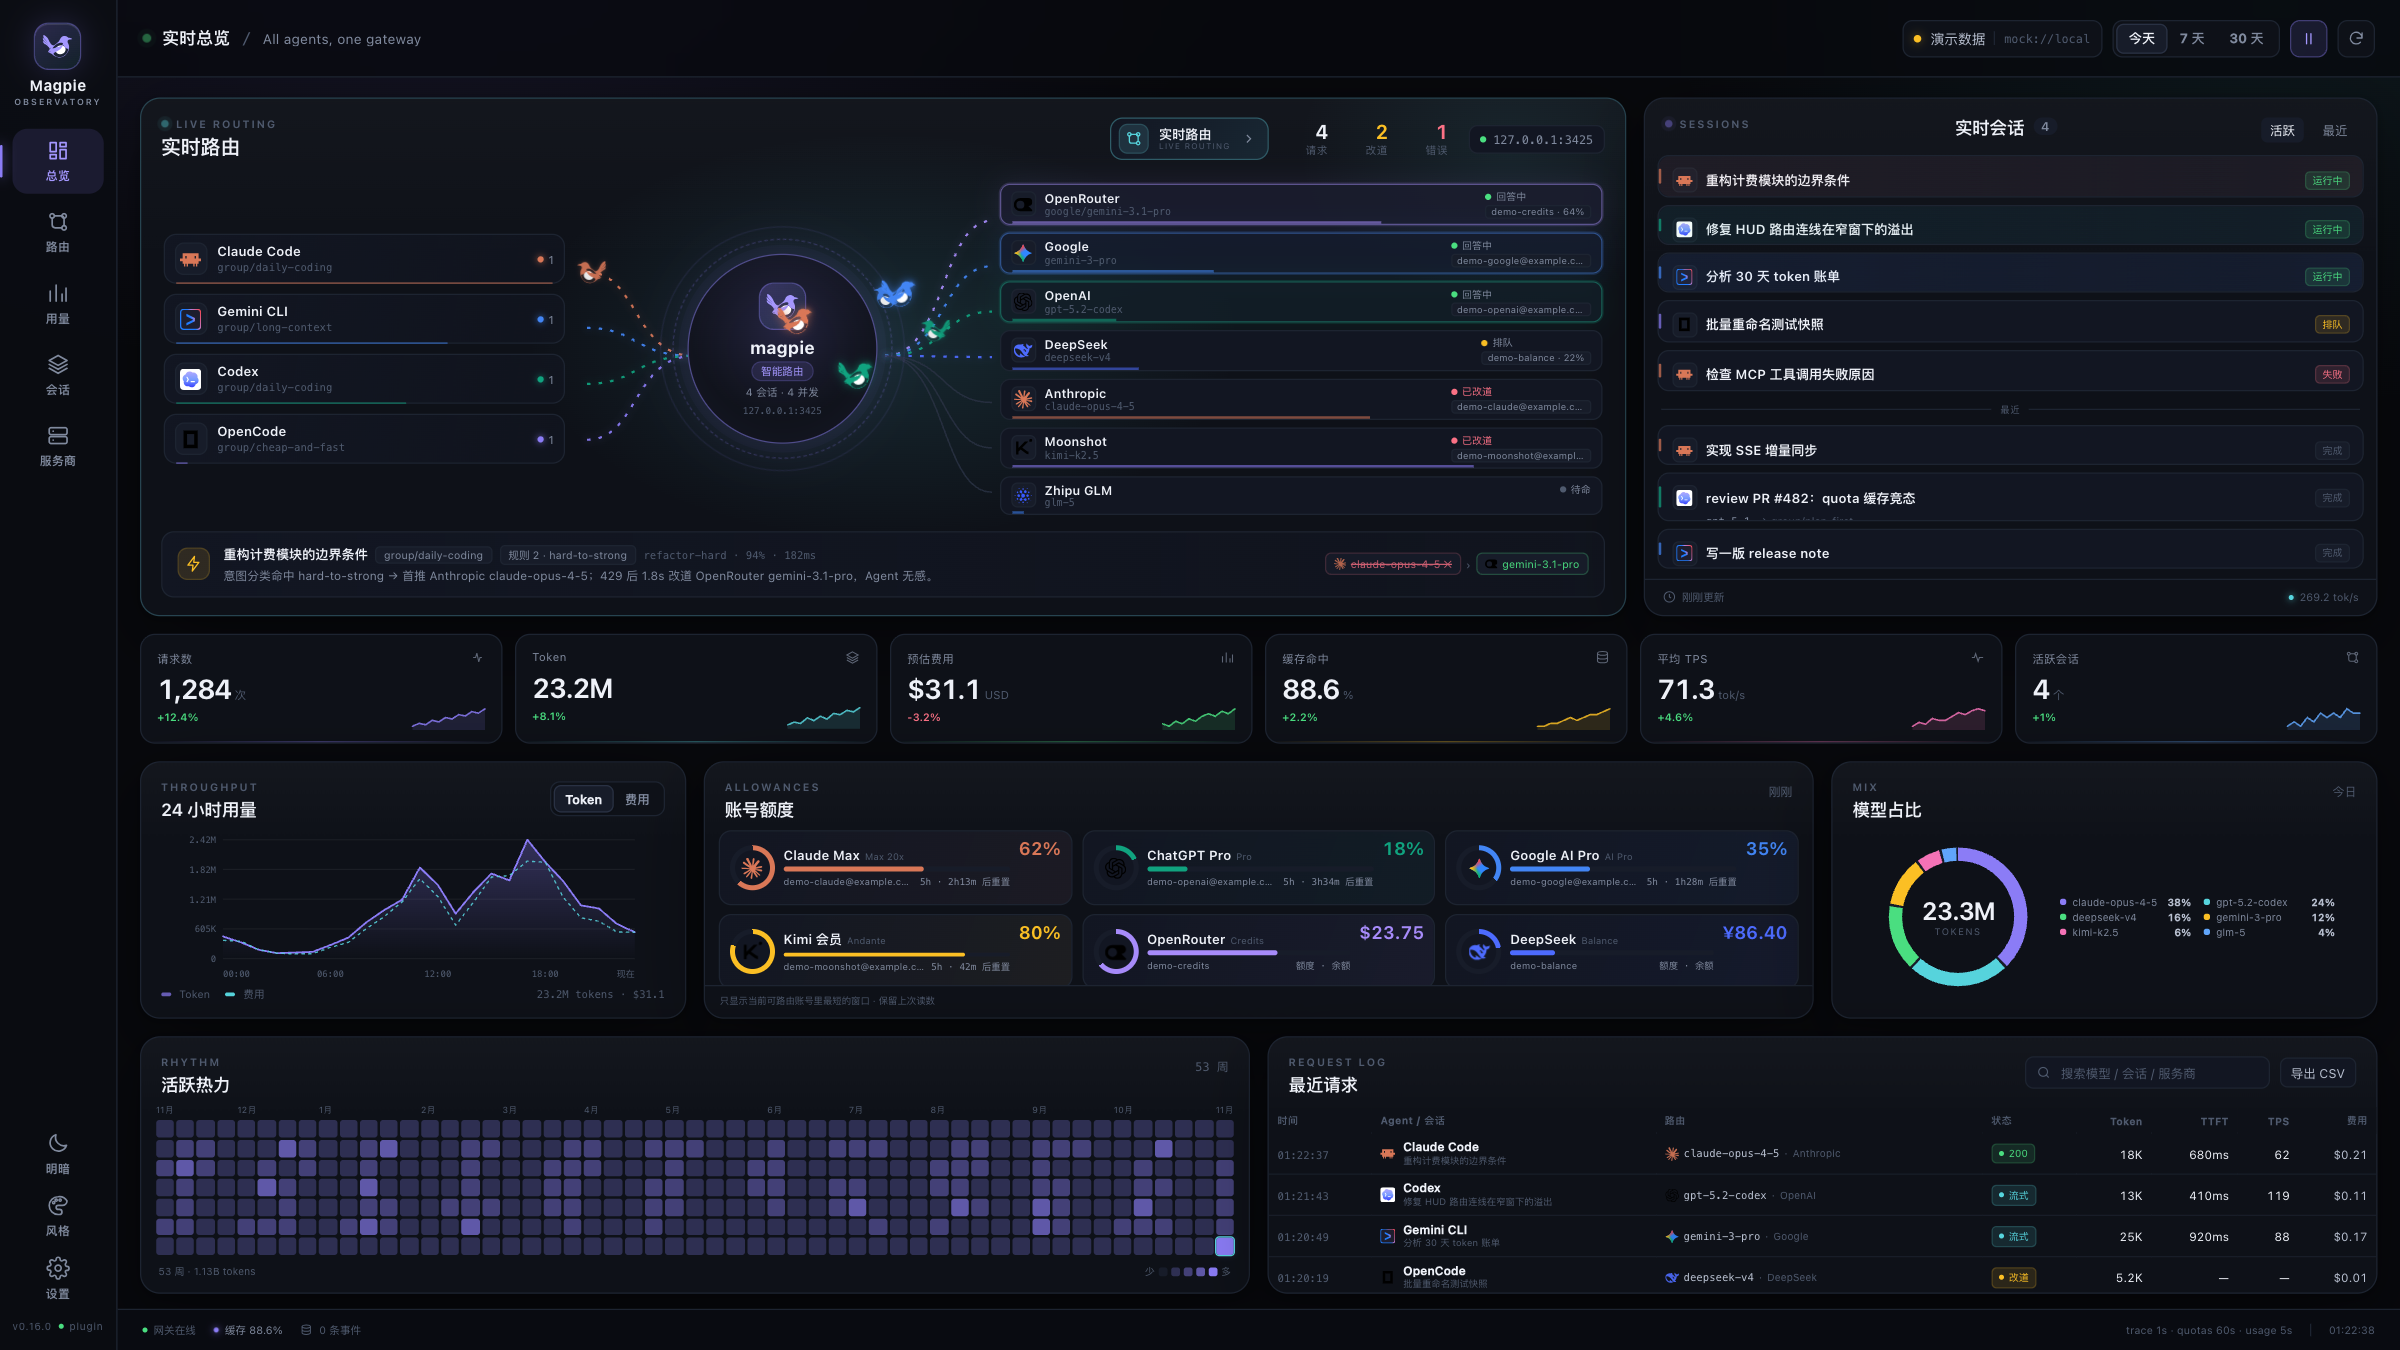 Magpie
OBSERVATORY
总览
路由
用量
会话
服务商
明暗
风格
设置
v0.16.0 plugin
实时总览 / All agents, one gateway
演示数据 mock://local
今天 7 天 30 天
LIVE ROUTING
实时路由
实时路由
LIVE ROUTING
4 请求
2 改道
1 错误
127.0.0.1:3425
Claude Code
group/daily-coding
1
Gemini CLI
group/long-context
1
Codex
group/daily-coding
1
OpenCode
group/cheap-and-fast
1
magpie
智能路由
4 会话 · 4 并发
127.0.0.1:3425
OpenRouter
google/gemini-3.1-pro
回答中
demo-credits · 64%
Google
gemini-3-pro
回答中
demo-google@example.c…
OpenAI
gpt-5.2-codex
回答中
demo-openai@example.c…
DeepSeek
deepseek-v4
排队
demo-balance · 22%
Anthropic
claude-opus-4-5
已改道
demo-claude@example.c…
Moonshot
kimi-k2.5
已改道
demo-moonshot@exampl…
Zhipu GLM
glm-5
待命
重构计费模块的边界条件 group/daily-coding 规则 2 · hard-to-strong refactor-hard · 94% · 182ms
意图分类命中 hard-to-strong → 首推 Anthropic claude-opus-4-5；429 后 1.8s 改道 OpenRouter gemini-3.1-pro，Agent 无感。
claude-opus-4-5 ✕ › gemini-3.1-pro
SESSIONS
实时会话 4
活跃 最近
重构计费模块的边界条件 运行中
修复 HUD 路由连线在窄窗下的溢出 运行中
分析 30 天 token 账单 运行中
批量重命名测试快照 排队
检查 MCP 工具调用失败原因 失败
最近
实现 SSE 增量同步 完成
review PR #482：quota 缓存竞态 完成
写一版 release note 完成
刚刚更新 269.2 tok/s
请求数
1,284 次
+12.4%
Token
23.2M
+8.1%
预估费用
$31.1 USD
-3.2%
缓存命中
88.6 %
+2.2%
平均 TPS
71.3 tok/s
+4.6%
活跃会话
4 个
+1%
THROUGHPUT
24 小时用量
Token 费用
2.42M
1.82M
1.21M
605K
0
00:00 06:00 12:00 18:00 现在
Token 费用 23.2M tokens · $31.1
ALLOWANCES
账号额度
刚刚
Claude Max Max 20x 62%
demo-claude@example.c… 5h · 2h13m 后重置
ChatGPT Pro Pro 18%
demo-openai@example.c… 5h · 3h34m 后重置
Google AI Pro AI Pro 35%
demo-google@example.c… 5h · 1h28m 后重置
Kimi 会员 Andante 80%
demo-moonshot@example.c… 5h · 42m 后重置
OpenRouter Credits $23.75
demo-credits 额度 · 余额
DeepSeek Balance ¥86.40
demo-balance 额度 · 余额
只显示当前可路由账号里最短的窗口 · 保留上次读数
MIX
模型占比
今日
23.3M
TOKENS
claude-opus-4-5 38% gpt-5.2-codex 24%
deepseek-v4 16% gemini-3-pro 12%
kimi-k2.5 6% glm-5 4%
RHYTHM
活跃热力
53 周
11月 12月 1月 2月 3月 4月 5月 6月 7月 8月 9月 10月 11月
53 周 · 1.13B tokens 少 多
REQUEST LOG
最近请求
搜索模型 / 会话 / 服务商
导出 CSV
时间 Agent / 会话 路由 状态 Token TTFT TPS 费用
01:22:37 Claude Code claude-opus-4-5 · Anthropic 200 18K 680ms 62 $0.21
重构计费模块的边界条件
01:21:43 Codex gpt-5.2-codex · OpenAI 流式 13K 410ms 119 $0.11
修复 HUD 路由连线在窄窗下的溢出
01:20:49 Gemini CLI gemini-3-pro · Google 流式 25K 920ms 88 $0.17
分析 30 天 token 账单
01:20:19 OpenCode deepseek-v4 · DeepSeek 改道 5.2K — — $0.01
批量重命名测试快照
网关在线 缓存 88.6% 0 条事件
trace 1s · quotas 60s · usage 5s 01:22:38